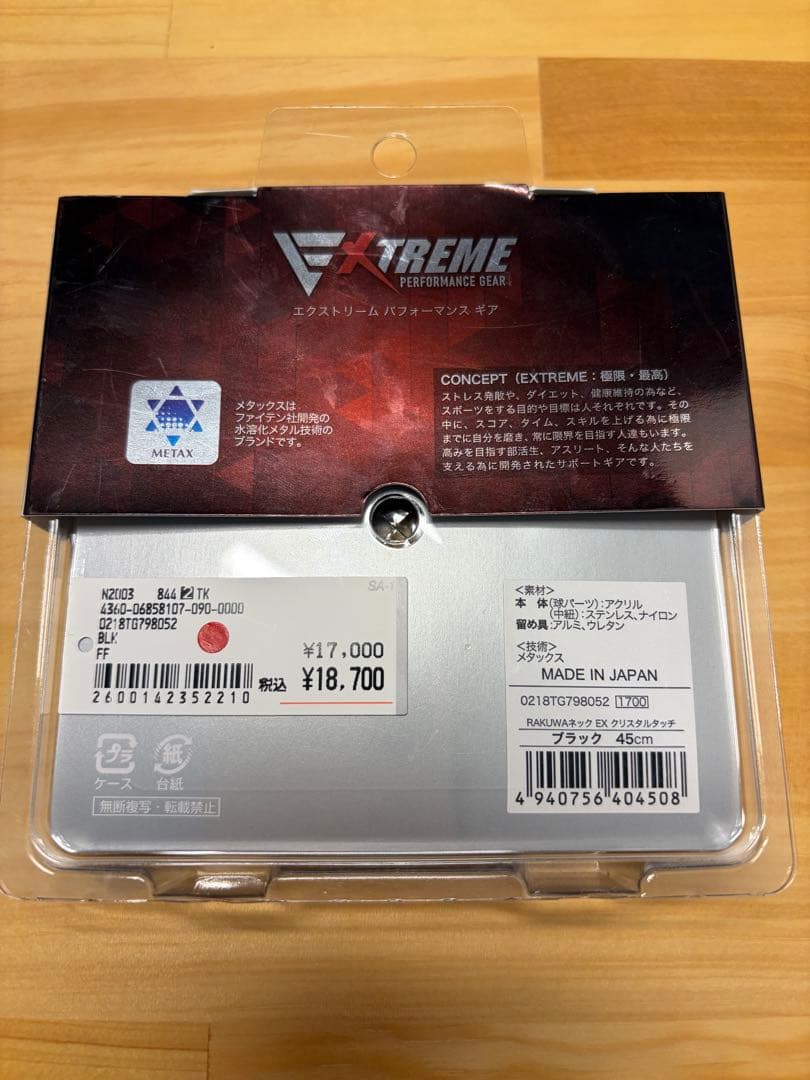 EXTREME
PERFORMANCE GEAR
エクストリーム パフォーマンス ギア
METAX
メタックスは
ファイテン社開発の
水溶化メタル技術の
ブランドです。
CONCEPT（EXTREME：極限・最高）
ストレス発散や、ダイエット、健康維持の為など、
スポーツをする目的や目標は人それぞれです。その
中に、スコア、タイム、スキルを上げる為に極限
までに自分を磨き、常に限界を目指す人達もいます。
高みを目指す部活生、アスリート、そんな人たちを
支える為に開発されたサポートギアです。
SA-1
N2003 844 2 TK
4360-06858107-090-0000
0218TG798052
BLK
FF
¥17,000
税込 ¥18,700
2600142352210
プラ
ケース
紙
台紙
無断複写・転載禁止
＜素材＞
本 体（球パーツ）：アクリル
（中紐）：ステンレス、ナイロン
留め具：アルミ、ウレタン
＜技術＞
メタックス
MADE IN JAPAN
0218TG798052 1700
RAKUWAネック EX クリスタルタッチ
ブラック 45cm
4 940756 404508